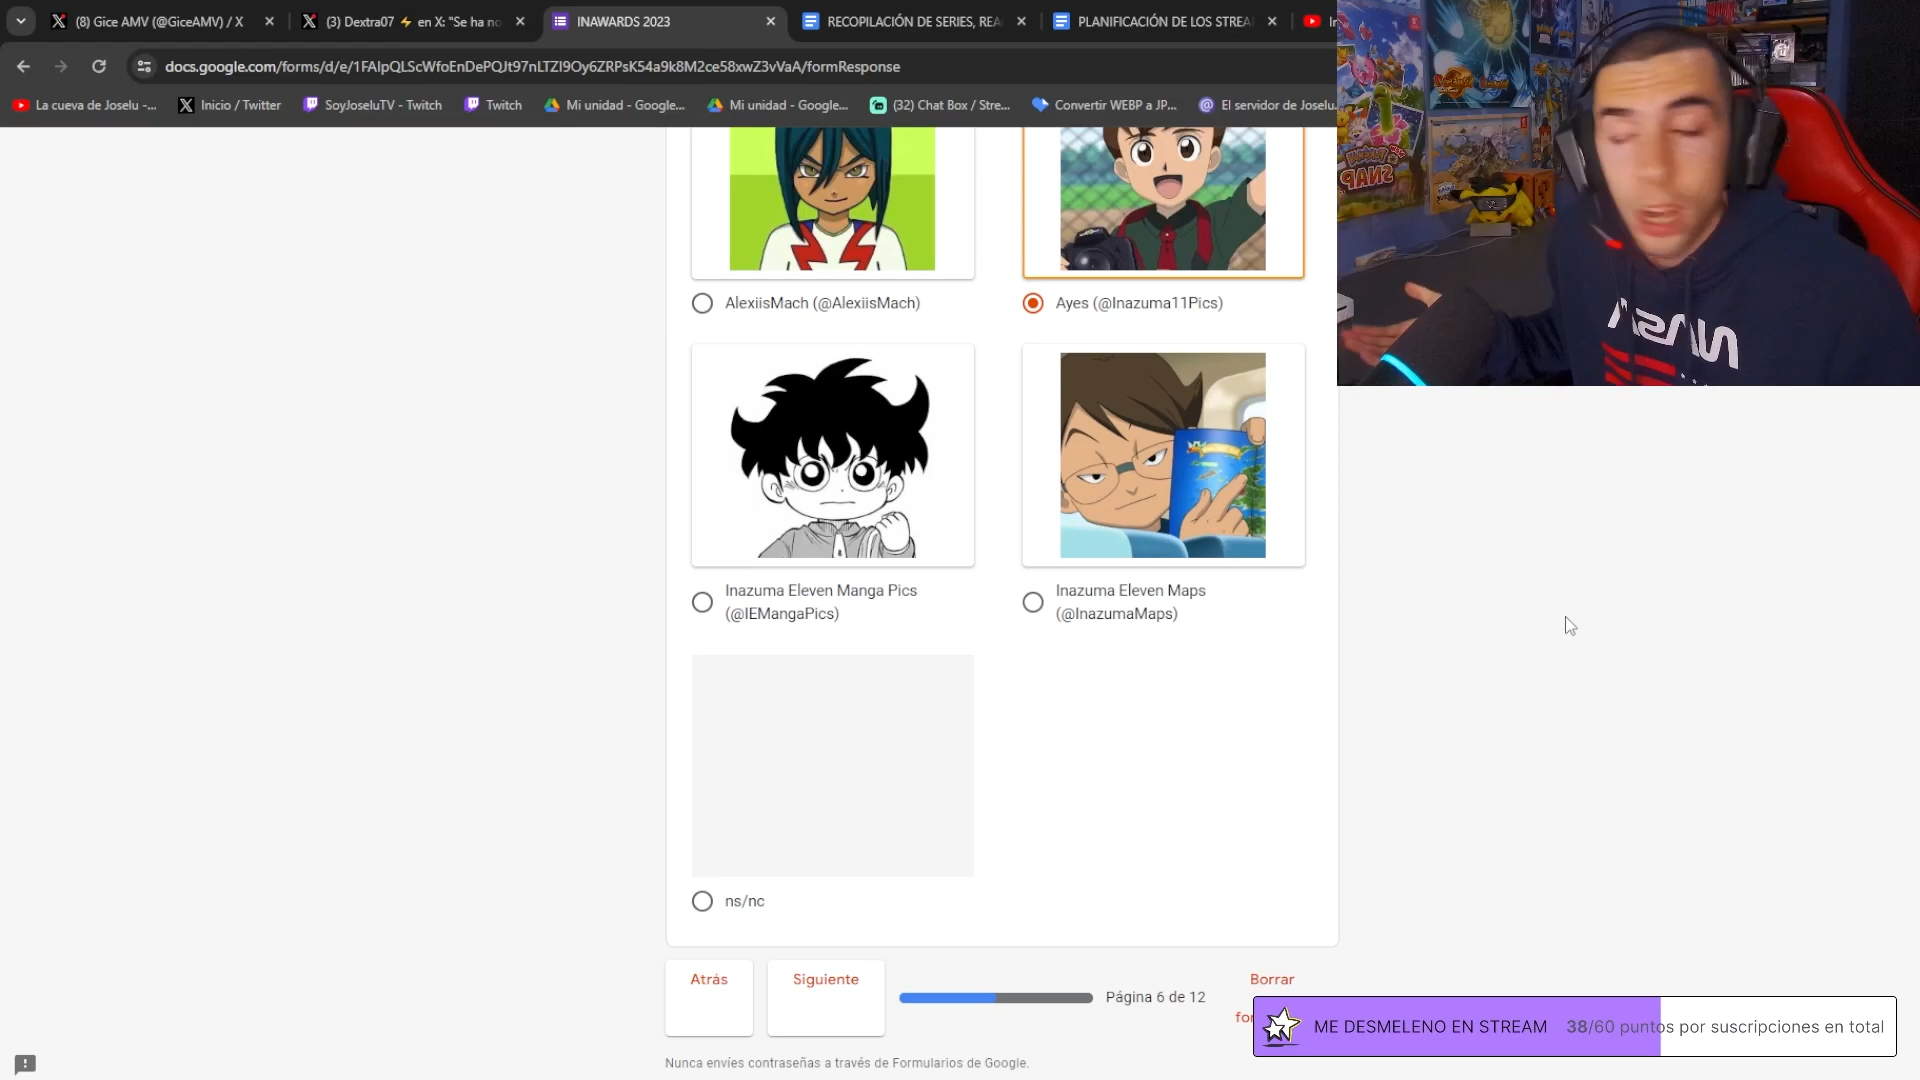 (8) Gice AMV (@GiceAMV) / X
(3) Dextra07 ⚡ en X: "Se ha no
INAWARDS 2023
RECOPILACIÓN DE SERIES, REA
PLANIFICACIÓN DE LOS STREA
docs.google.com/forms/d/e/1FAIpQLScWfoEnDePQJt97nLTZI9Oy6ZRPsK54a9k8M2ce58xwZ3vVaA/formResponse
La cueva de Joselu -...
Inicio / Twitter
SoyJoseluTV - Twitch
Twitch
Mi unidad - Google...
Mi unidad - Google...
(32) Chat Box / Stre...
Convertir WEBP a JP...
El servidor de Joselu
SNAP
NASA
AlexiisMach (@AlexiisMach)
Ayes (@Inazuma11Pics)
Inazuma Eleven Manga Pics
(@IEMangaPics)
Inazuma Eleven Maps
(@InazumaMaps)
ns/nc
Atrás
Siguiente
Página 6 de 12
Borrar
for
ME DESMELENO EN STREAM
38/60 puntos por suscripciones en total
Nunca envíes contraseñas a través de Formularios de Google.